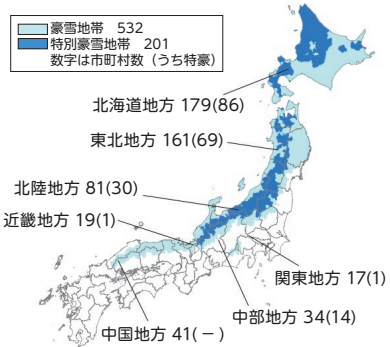 豪雪地帯 532
特別豪雪地帯 201
数字は市町村数（うち特豪）
北海道地方 179(86)
東北地方 161(69)
北陸地方 81(30)
近畿地方 19(1)
関東地方 17(1)
中部地方 34(14)
中国地方 41(－)